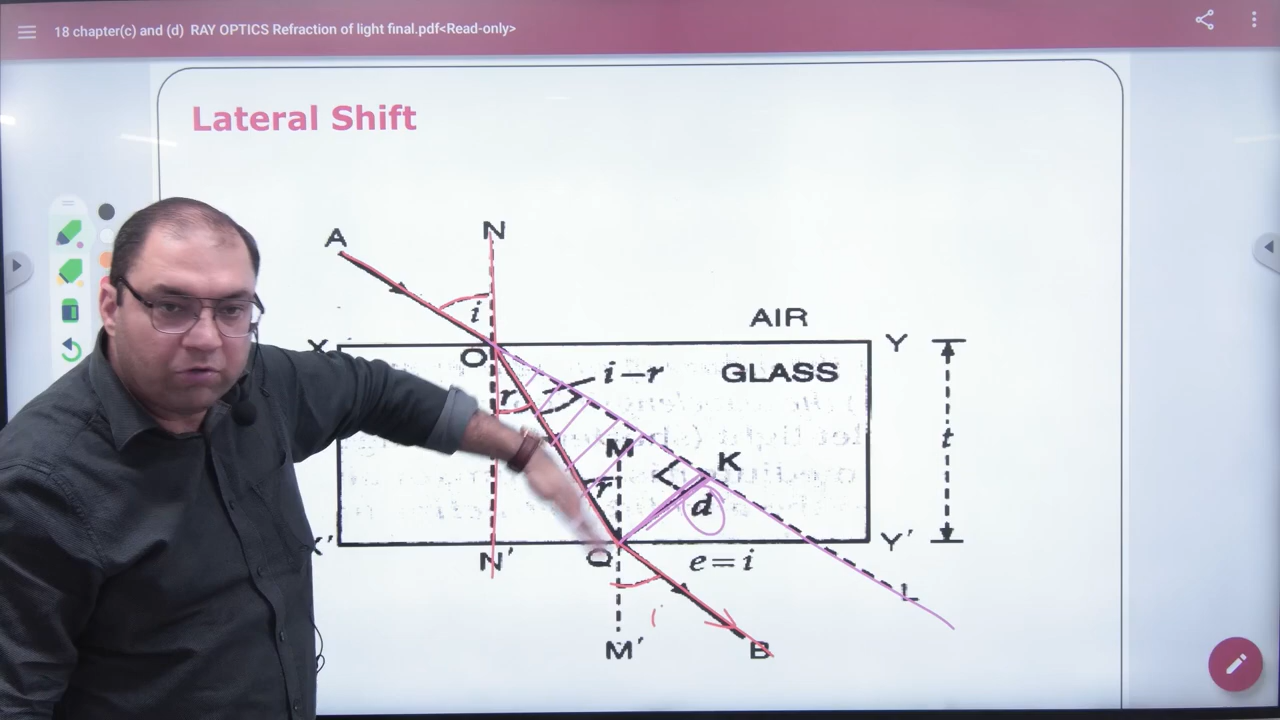 18 chapter(c) and (d) RAY OPTICS Refraction of light final.pdf<Read-only>
Lateral Shift
A
N
i
AIR
X
O
Y
i−r
GLASS
r
M
K
t
r
d
X'
N'
Q
e=i
Y'
L
M'
B